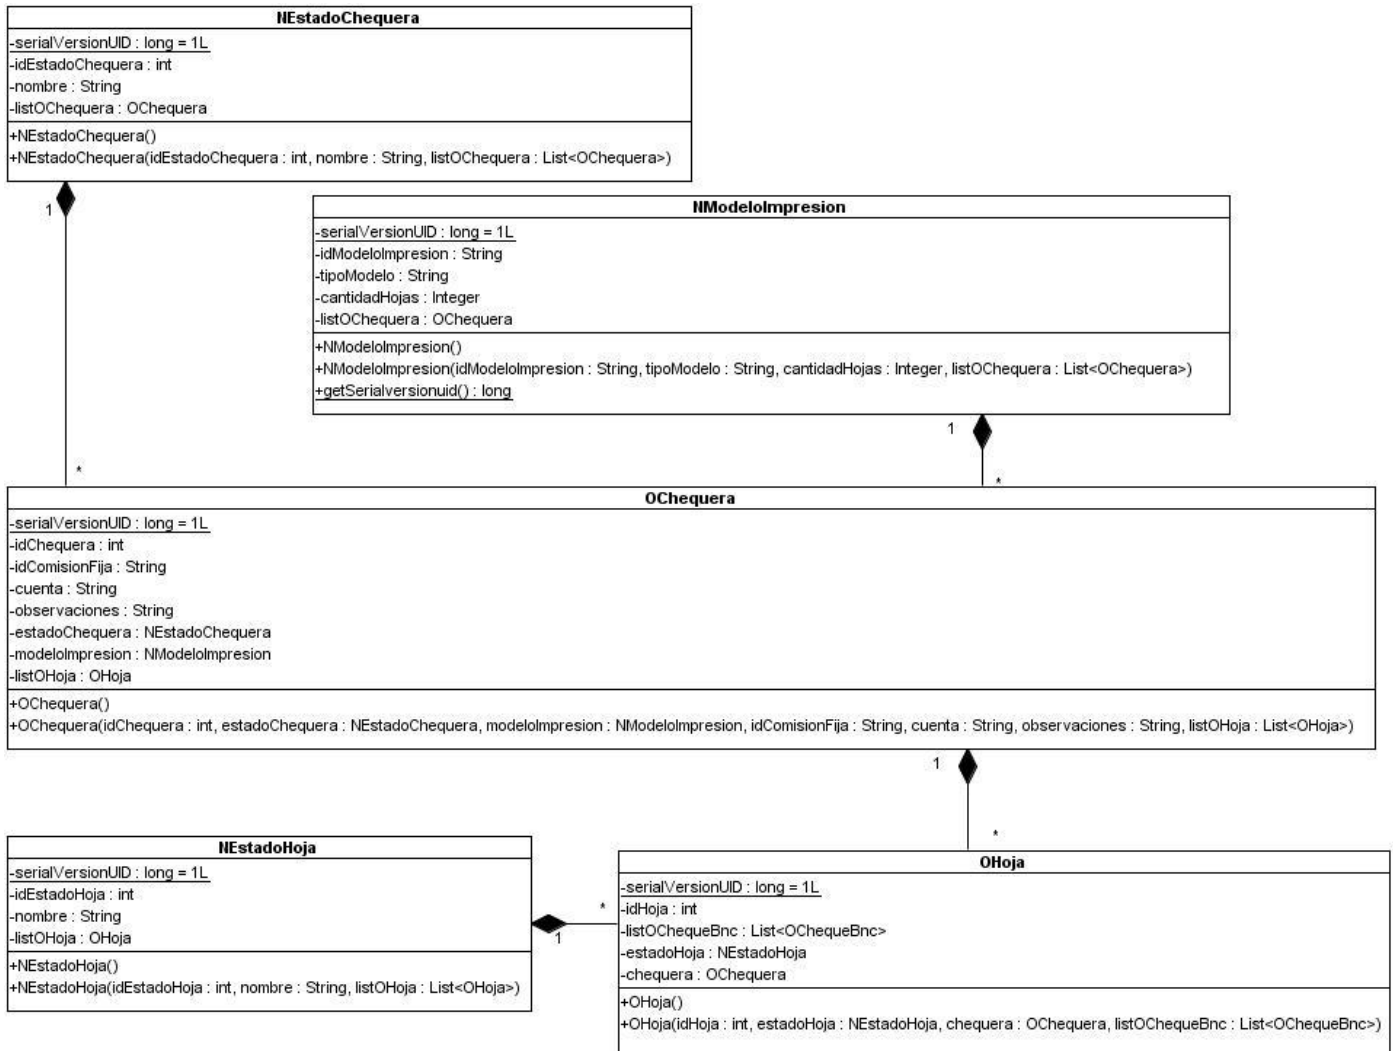 NEstadoChequera
-serialVersionUID : long = 1L
-idEstadoChequera : int
-nombre : String
-listOChequera : OChequera
+NEstadoChequera()
+NEstadoChequera(idEstadoChequera : int, nombre : String, listOChequera : List<OChequera>)
1
*
NModeloImpresion
-serialVersionUID : long = 1L
-idModeloImpresion : String
-tipoModelo : String
-cantidadHojas : Integer
-listOChequera : OChequera
+NModeloImpresion()
+NModeloImpresion(idModeloImpresion : String, tipoModelo : String, cantidadHojas : Integer, listOChequera : List<OChequera>)
+getSerialversionuid() : long
1
*
OChequera
-serialVersionUID : long = 1L
-idChequera : int
-idComisionFija : String
-cuenta : String
-observaciones : String
-estadoChequera : NEstadoChequera
-modeloImpresion : NModeloImpresion
-listOHoja : OHoja
+OChequera()
+OChequera(idChequera : int, estadoChequera : NEstadoChequera, modeloImpresion : NModeloImpresion, idComisionFija : String, cuenta : String, observaciones : String, listOHoja : List<OHoja>)
1
*
NEstadoHoja
-serialVersionUID : long = 1L
-idEstadoHoja : int
-nombre : String
-listOHoja : OHoja
+NEstadoHoja()
+NEstadoHoja(idEstadoHoja : int, nombre : String, listOHoja : List<OHoja>)
1
*
OHoja
-serialVersionUID : long = 1L
-idHoja : int
-listOChequeBnc : List<OChequeBnc>
-estadoHoja : NEstadoHoja
-chequera : OChequera
+OHoja()
+OHoja(idHoja : int, estadoHoja : NEstadoHoja, chequera : OChequera, listOChequeBnc : List<OChequeBnc>)